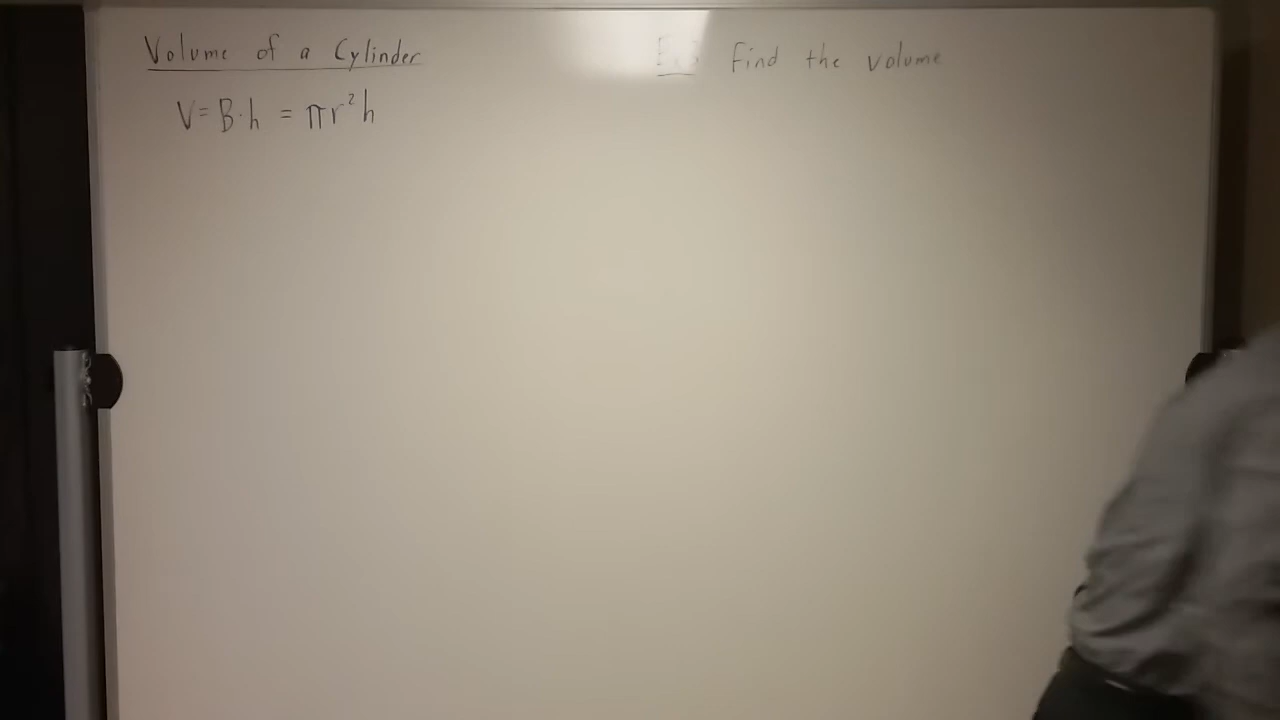 Volume of a Cylinder
V = B·h = πr²h
Find the volume